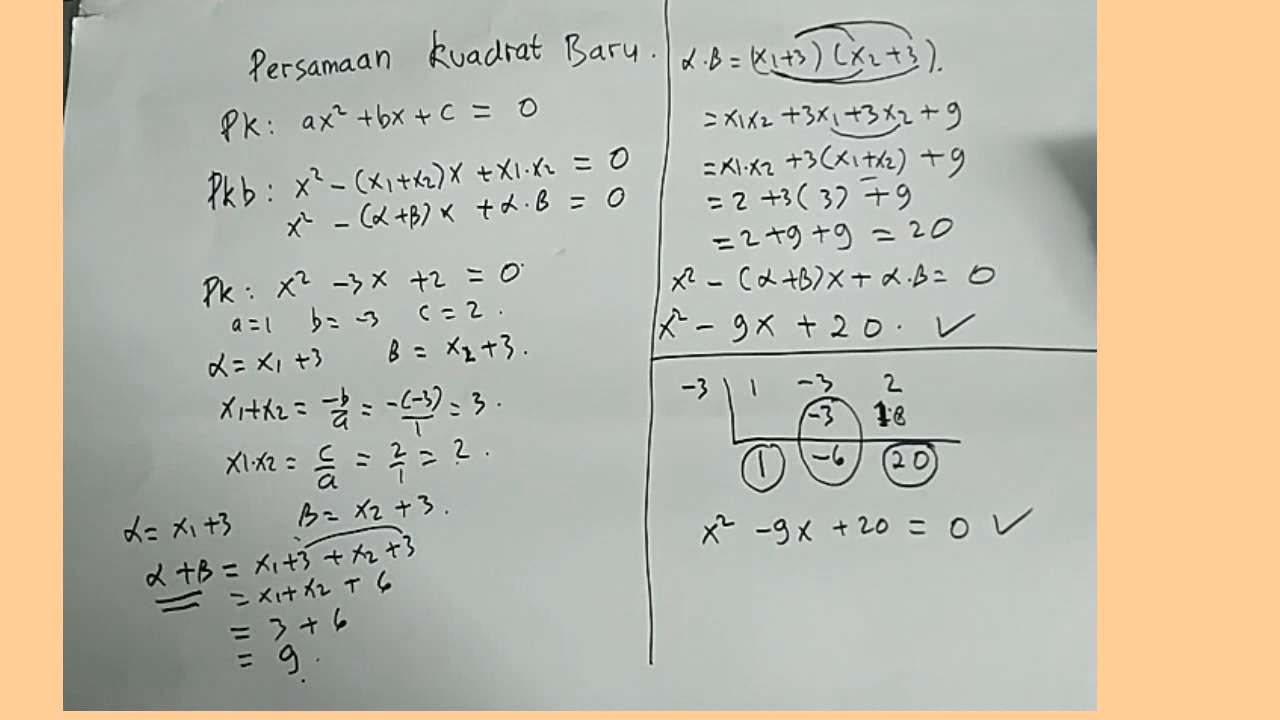 Persamaan Kuadrat Baru.
Pk: ax² + bx + c = 0
Pkb: x² - (x1+x2)x + x1.x2 = 0
x² - (α+β)x + α.β = 0
Pk: x² - 3x + 2 = 0
a=1 b=-3 c=2.
α = x1+3 β = x2+3.
x1+x2 = -b/a = -(-3)/1 = 3.
x1.x2 = c/a = 2/1 = 2.
α = x1+3 β = x2+3.
α+β = x1+3 + x2+3
= x1+x2 + 6
= 3 + 6
= 9.
α.β = (x1+3)(x2+3).
= x1x2 + 3x1 + 3x2 + 9
= x1.x2 + 3(x1+x2) + 9
= 2 + 3(3) + 9
= 2 + 9 + 9 = 20
x² - (α+β)x + α.β = 0
x² - 9x + 20. ✓
-3 | 1 -3 2
-3 18
1 -6 20
x² - 9x + 20 = 0 ✓